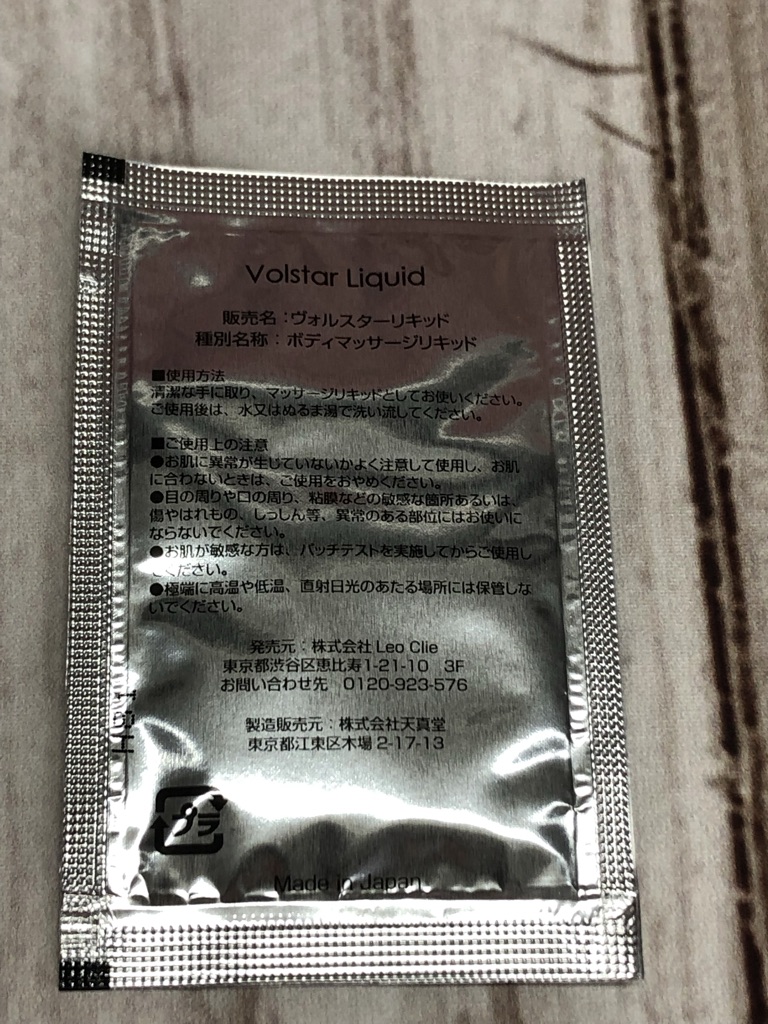 Volstar Liquid
販売名：ヴォルスターリキッド
種別名称：ボディマッサージリキッド
■使用方法
清潔な手に取り、マッサージリキッドとしてお使いください。
ご使用後は、水又はぬるま湯で洗い流してください。
■ご使用上の注意
●お肌に異常が生じていないかよく注意して使用し、お肌
に合わないときは、ご使用をおやめください。
●目の周りや口の周り、粘膜などの敏感な箇所あるいは、
傷やはれもの、しっしん等、異常のある部位にはお使いに
ならないでください。
●お肌が敏感な方は、パッチテストを実施してからご使用し
てください。
●極端に高温や低温、直射日光のあたる場所には保管しな
いでください。
発売元：株式会社 Leo Clie
東京都渋谷区恵比寿1-21-10 3F
お問い合わせ先 0120-923-576
製造販売元：株式会社天真堂
東京都江東区木場 2-17-13
プラ
Made in Japan